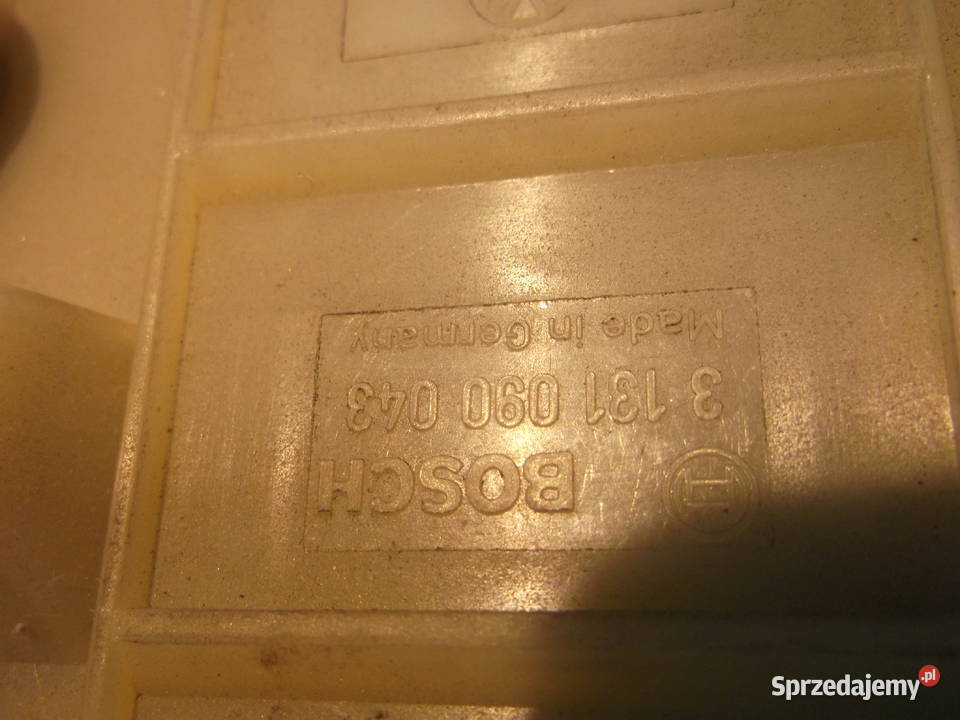 BOSCH
3 131 090 043
Made in Germany
Sprzedajemy.pl